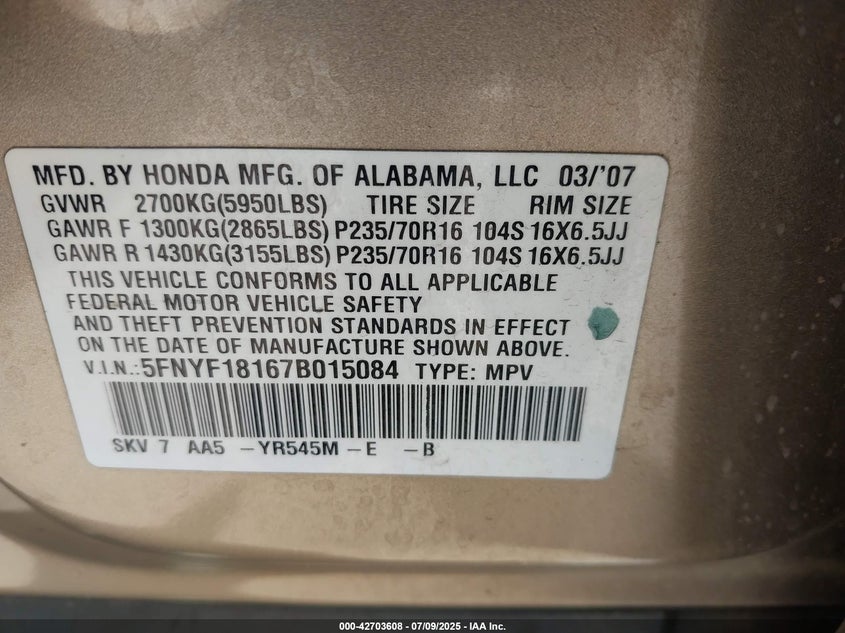 MFD. BY HONDA MFG. OF ALABAMA, LLC 03/'07
GVWR 2700KG(5950LBS) TIRE SIZE RIM SIZE
GAWR F 1300KG(2865LBS) P235/70R16 104S 16X6.5JJ
GAWR R 1430KG(3155LBS) P235/70R16 104S 16X6.5JJ
THIS VEHICLE CONFORMS TO ALL APPLICABLE
FEDERAL MOTOR VEHICLE SAFETY
AND THEFT PREVENTION STANDARDS IN EFFECT
ON THE DATE OF MANUFACTURE SHOWN ABOVE.
V.I.N.: 5FNYF18167B015084 TYPE: MPV
SKV 7 AA5 -YR545M -E -B
000-42703608 - 07/09/2025 - IAA Inc.